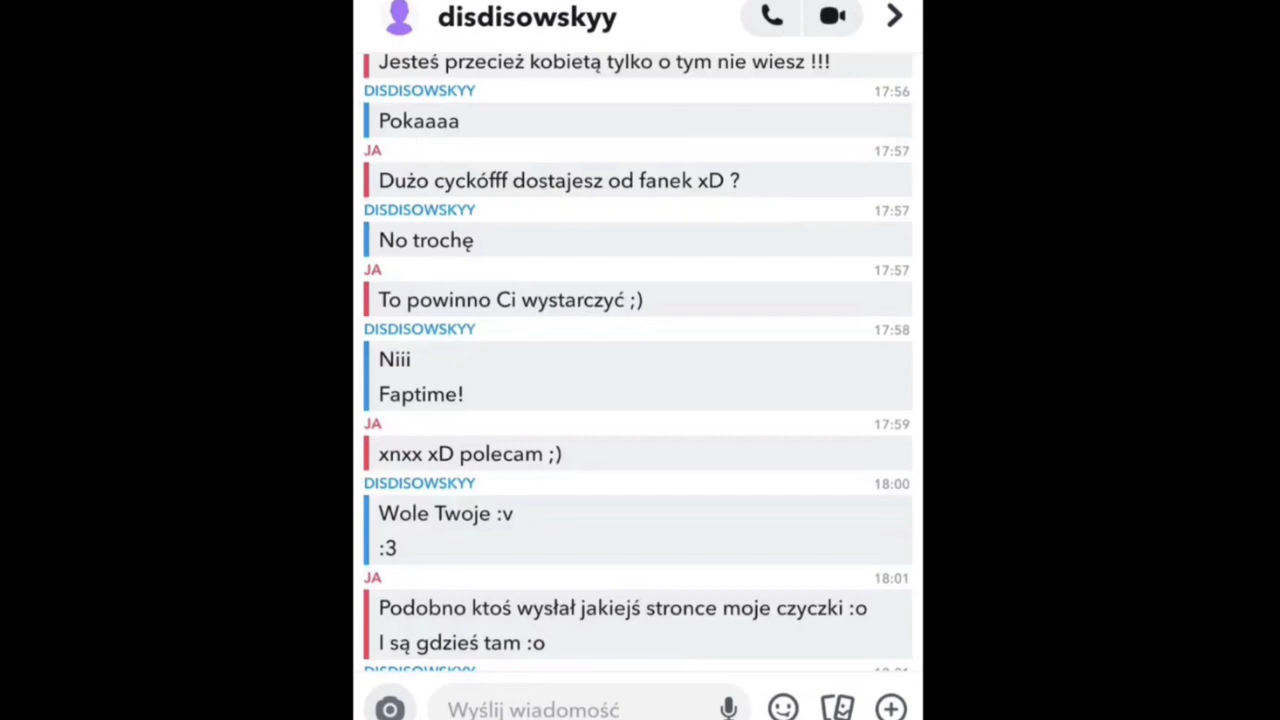 disdisowskyy
Jesteś przecież kobietą tylko o tym nie wiesz !!!
DISDISOWSKYY 17:56
Pokaaaa
JA 17:57
Dużo cyckófff dostajesz od fanek xD ?
DISDISOWSKYY 17:57
No trochę
JA 17:57
To powinno Ci wystarczyć ;)
DISDISOWSKYY 17:58
Niii
Faptime!
JA 17:59
xnxx xD polecam ;)
DISDISOWSKYY 18:00
Wole Twoje :v
:3
JA 18:01
Podobno ktoś wysłał jakiejś stronce moje czyczki :o
I są gdzieś tam :o
DISDISOWSKYY
Wyślij wiadomość